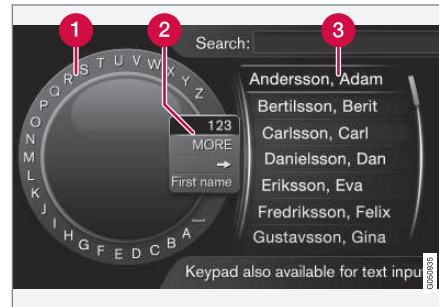 1
2
3
Search:
A B C D E F G H I J K L M N O P Q R S T U V W X Y Z
123
MORE
First name
Andersson, Adam
Bertilsson, Berit
Carlsson, Carl
Danielsson, Dan
Eriksson, Eva
Fredriksson, Felix
Gustavsson, Gina
Keypad also available for text inpu
G050935